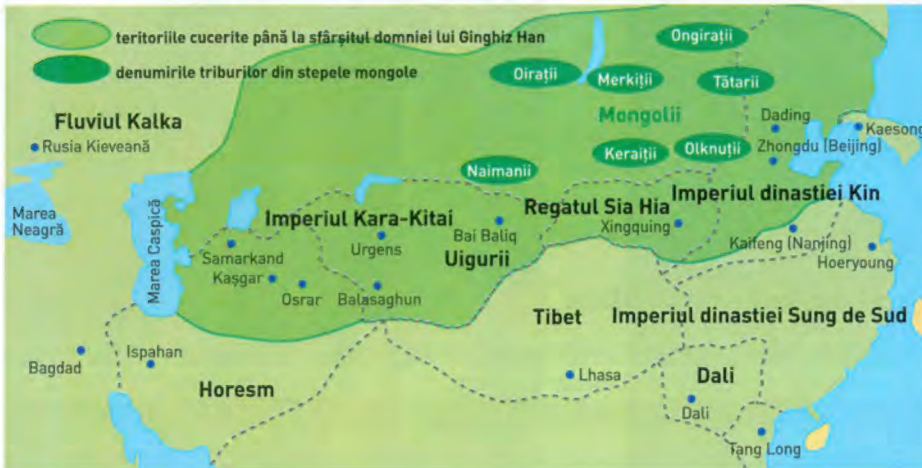 teritoriile cucerite până la sfârșitul domniei lui Ginghiz Han
denumirile triburilor din stepele mongole
Ongirații
Oirații
Merkiții
Tătarii
Mongolii
Fluviul Kalka
Rusia Kieveană
Dading
Kaesong
Zhongdu (Beijing)
Keraiții
Olknuții
Naimanii
Marea
Neagră
Marea Caspică
Imperiul Kara-Kitai
Urgens
Bai Baliq
Uigurii
Regatul Sia Hia
Xingquing
Imperiul dinastiei Kin
Kaifeng (Nanjing)
Hoeryoung
Samarkand
Kașgar
Osrar
Balasaghun
Tibet
Imperiul dinastiei Sung de Sud
Bagdad
Ispahan
Horesm
Lhasa
Dali
Dali
Tang Long